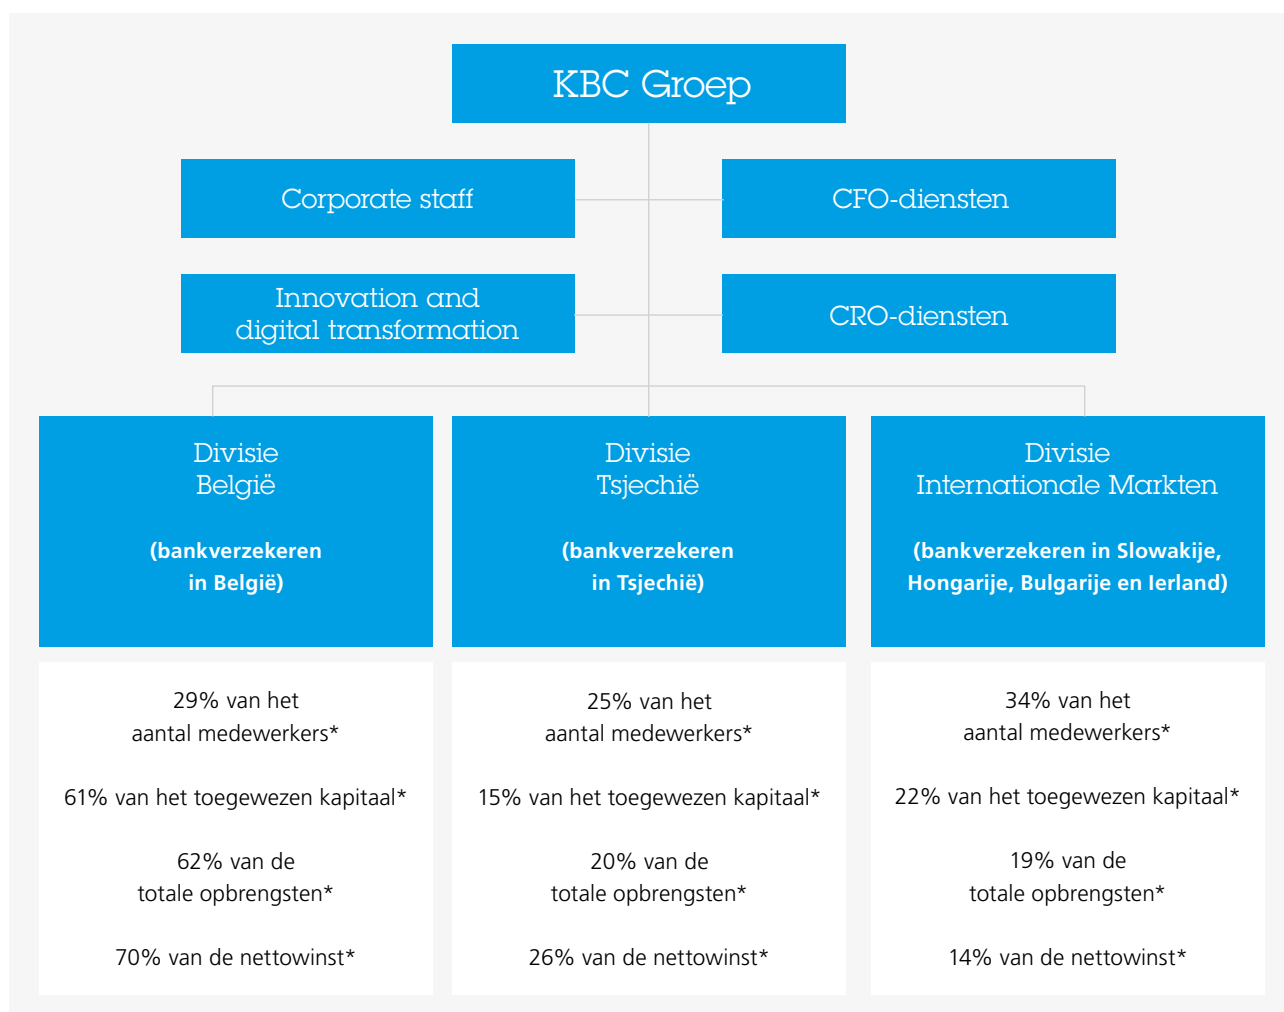 KBC Groep
Corporate staff
CFO-diensten
Innovation and
digital transformation
CRO-diensten
Divisie
België
(bankverzekeren
in België)
29% van het
aantal medewerkers*
61% van het toegewezen kapitaal*
62% van de
totale opbrengsten*
70% van de nettowinst*
Divisie
Tsjechië
(bankverzekeren
in Tsjechië)
25% van het
aantal medewerkers*
15% van het toegewezen kapitaal*
20% van de
totale opbrengsten*
26% van de nettowinst*
Divisie
Internationale Markten
(bankverzekeren in Slowakije,
Hongarije, Bulgarije en Ierland)
34% van het
aantal medewerkers*
22% van het toegewezen kapitaal*
19% van de
totale opbrengsten*
14% van de nettowinst*